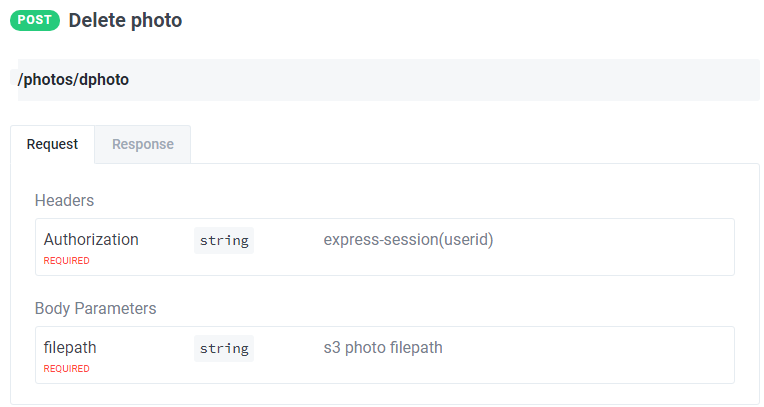 POST Delete photo
/photos/dphoto
Request Response
Headers
Authorization string express-session(userid)
REQUIRED
Body Parameters
filepath string s3 photo filepath
REQUIRED